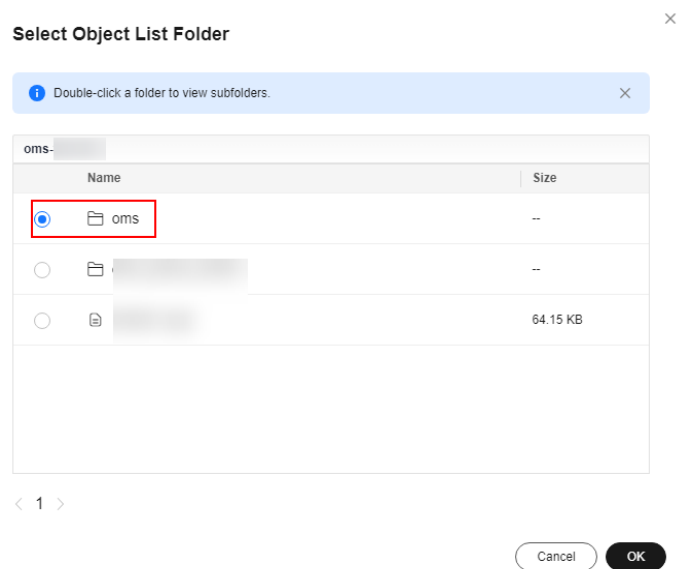 Select Object List Folder
Double-click a folder to view subfolders.
oms-
Name Size
oms --
--
64.15 KB
1
Cancel OK